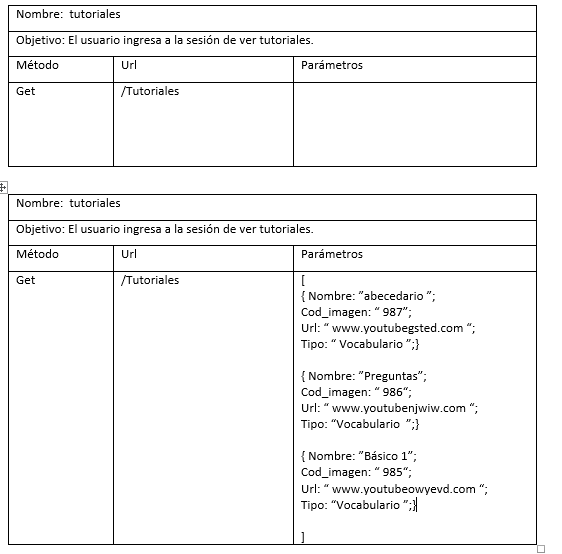 Nombre:  tutoriales
Objetivo: El usuario ingresa a la sesión de ver tutoriales.
Método Url Parámetros
Get /Tutoriales
Nombre:  tutoriales
Objetivo: El usuario ingresa a la sesión de ver tutoriales.
Método Url Parámetros
Get /Tutoriales [
{ Nombre: ”abecedario ”;
Cod_imagen: “ 987”;
Url: “ www.youtubegsted.com “;
Tipo: “ Vocabulario ”;}
{ Nombre: ”Preguntas”;
Cod_imagen: “ 986“;
Url: “ www.youtubenjwiw.com “;
Tipo: “Vocabulario  ”;}
{ Nombre: ”Básico 1”;
Cod_imagen: “ 985“;
Url: “ www.youtubeowyevd.com “;
Tipo: “Vocabulario ”;}
]